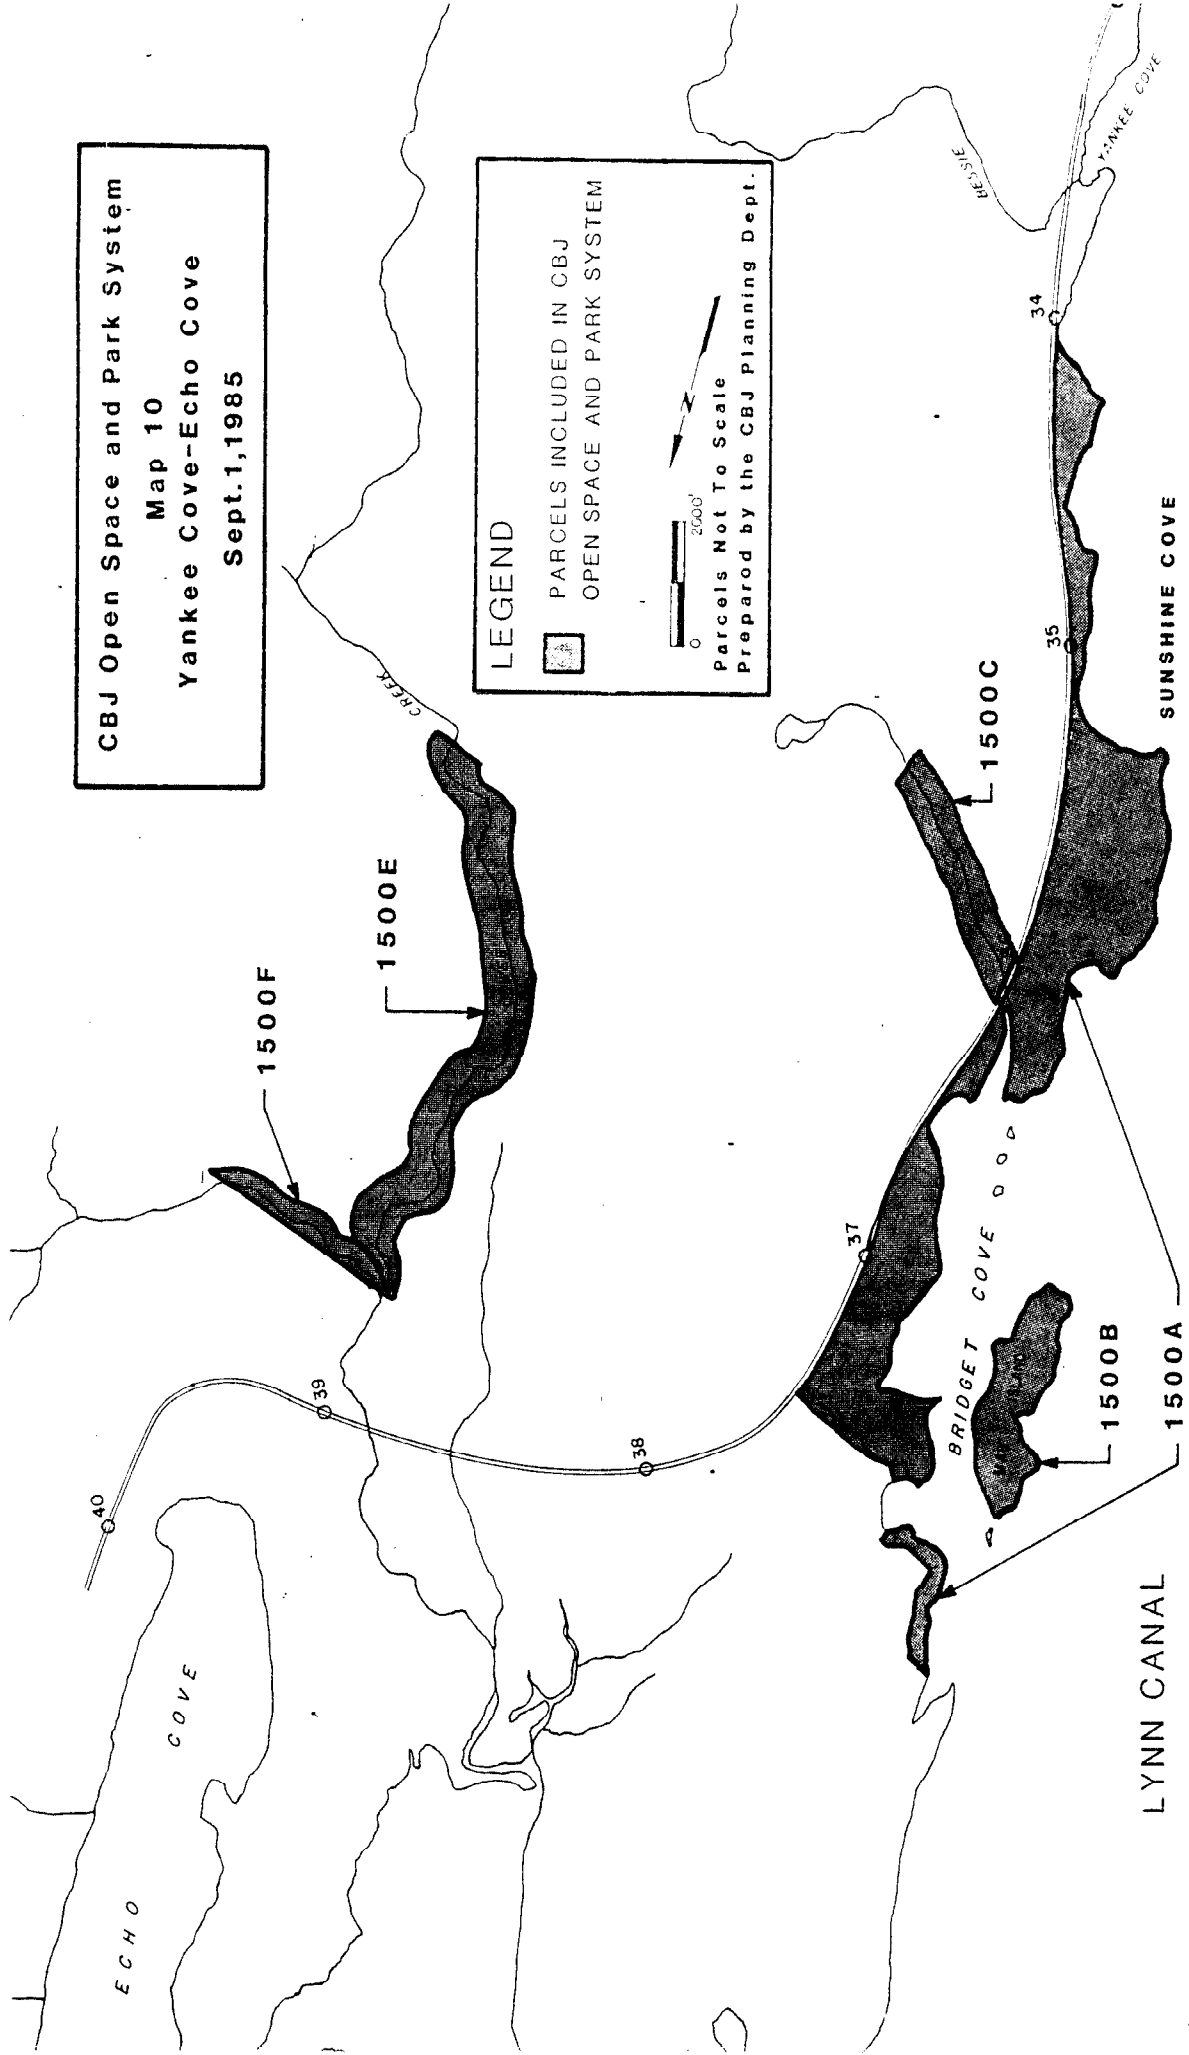 CBJ Open Space and Park System
Map 10
Yankee Cove-Echo Cove
Sept.1,1985
LEGEND
PARCELS INCLUDED IN CBJ
OPEN SPACE AND PARK SYSTEM
N
0 2000'
Parcels Not To Scale
Preparod by the CBJ Planning Dept.
BESSIE
CREEK
YANKEE COVE
34
35
37
38
39
40
SUNSHINE COVE
1500C
1500E
1500F
1500B
1500A
BRIDGET COVE
ISLAND
ECHO COVE
LYNN CANAL